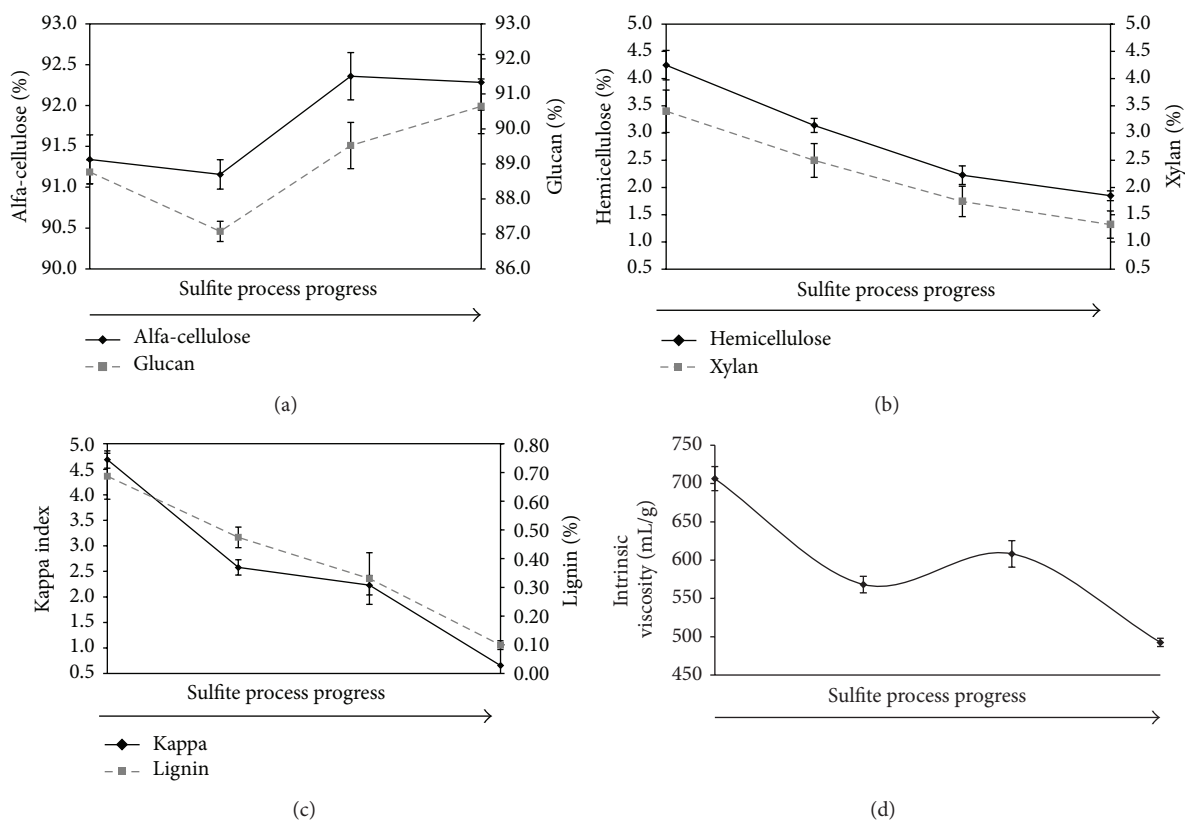 93.0
92.5
92.0
91.5
91.0
90.5
90.0
Alfa-cellulose (%)
93.0
92.0
91.0
90.0
89.0
88.0
87.0
86.0
Glucan (%)
Sulfite process progress
Alfa-cellulose
Glucan
(a)
5.0
4.5
4.0
3.5
3.0
2.5
2.0
1.5
1.0
0.5
Hemicellulose (%)
5.0
4.5
4.0
3.5
3.0
2.5
2.0
1.5
1.0
0.5
Xylan (%)
Sulfite process progress
Hemicellulose
Xylan
(b)
5.0
4.5
4.0
3.5
3.0
2.5
2.0
1.5
1.0
0.5
Kappa index
0.80
0.70
0.60
0.50
0.40
0.30
0.20
0.10
0.00
Lignin (%)
Sulfite process progress
Kappa
Lignin
(c)
750
700
650
600
550
500
450
Intrinsic
viscosity (mL/g)
Sulfite process progress
(d)